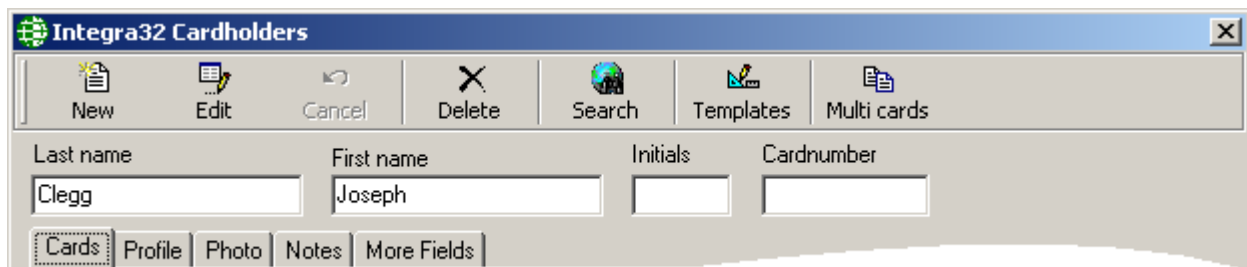 Integra32 Cardholders
New Edit Cancel Delete Search Templates Multi cards
Last name First name Initials Cardnumber
Clegg Joseph
Cards Profile Photo Notes More Fields